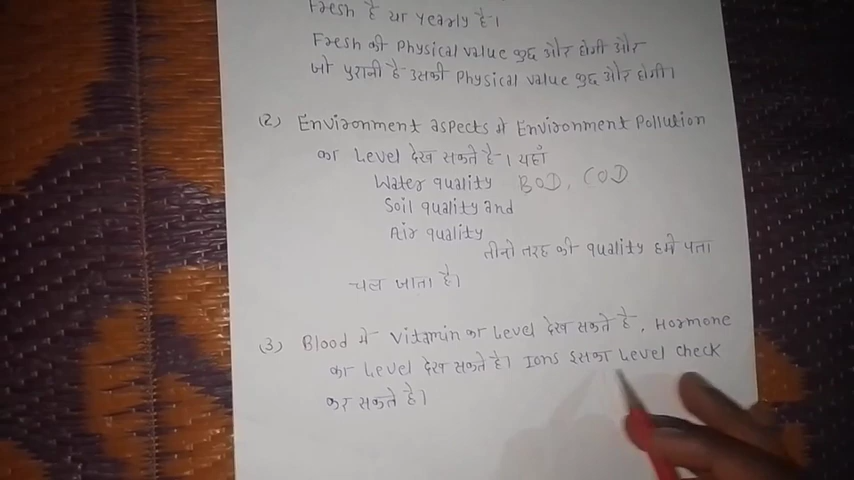 Fresh है या Yearly है।
Fresh की Physical value कुछ और होगी और
जो पुरानी है उसकी Physical value कुछ और होगी।
(2) Environment aspects मे Environment Pollution
का Level देख सकते है। यहाँ
Water quality BOD, COD
Soil quality and
Air quality
तीनो तरह की quality हमे पता
चल जाता है।
(3) Blood मे Vitamin का Level देख सकते है, Hormone
का Level देख सकते है। Ions इसका Level check
कर सकते है।